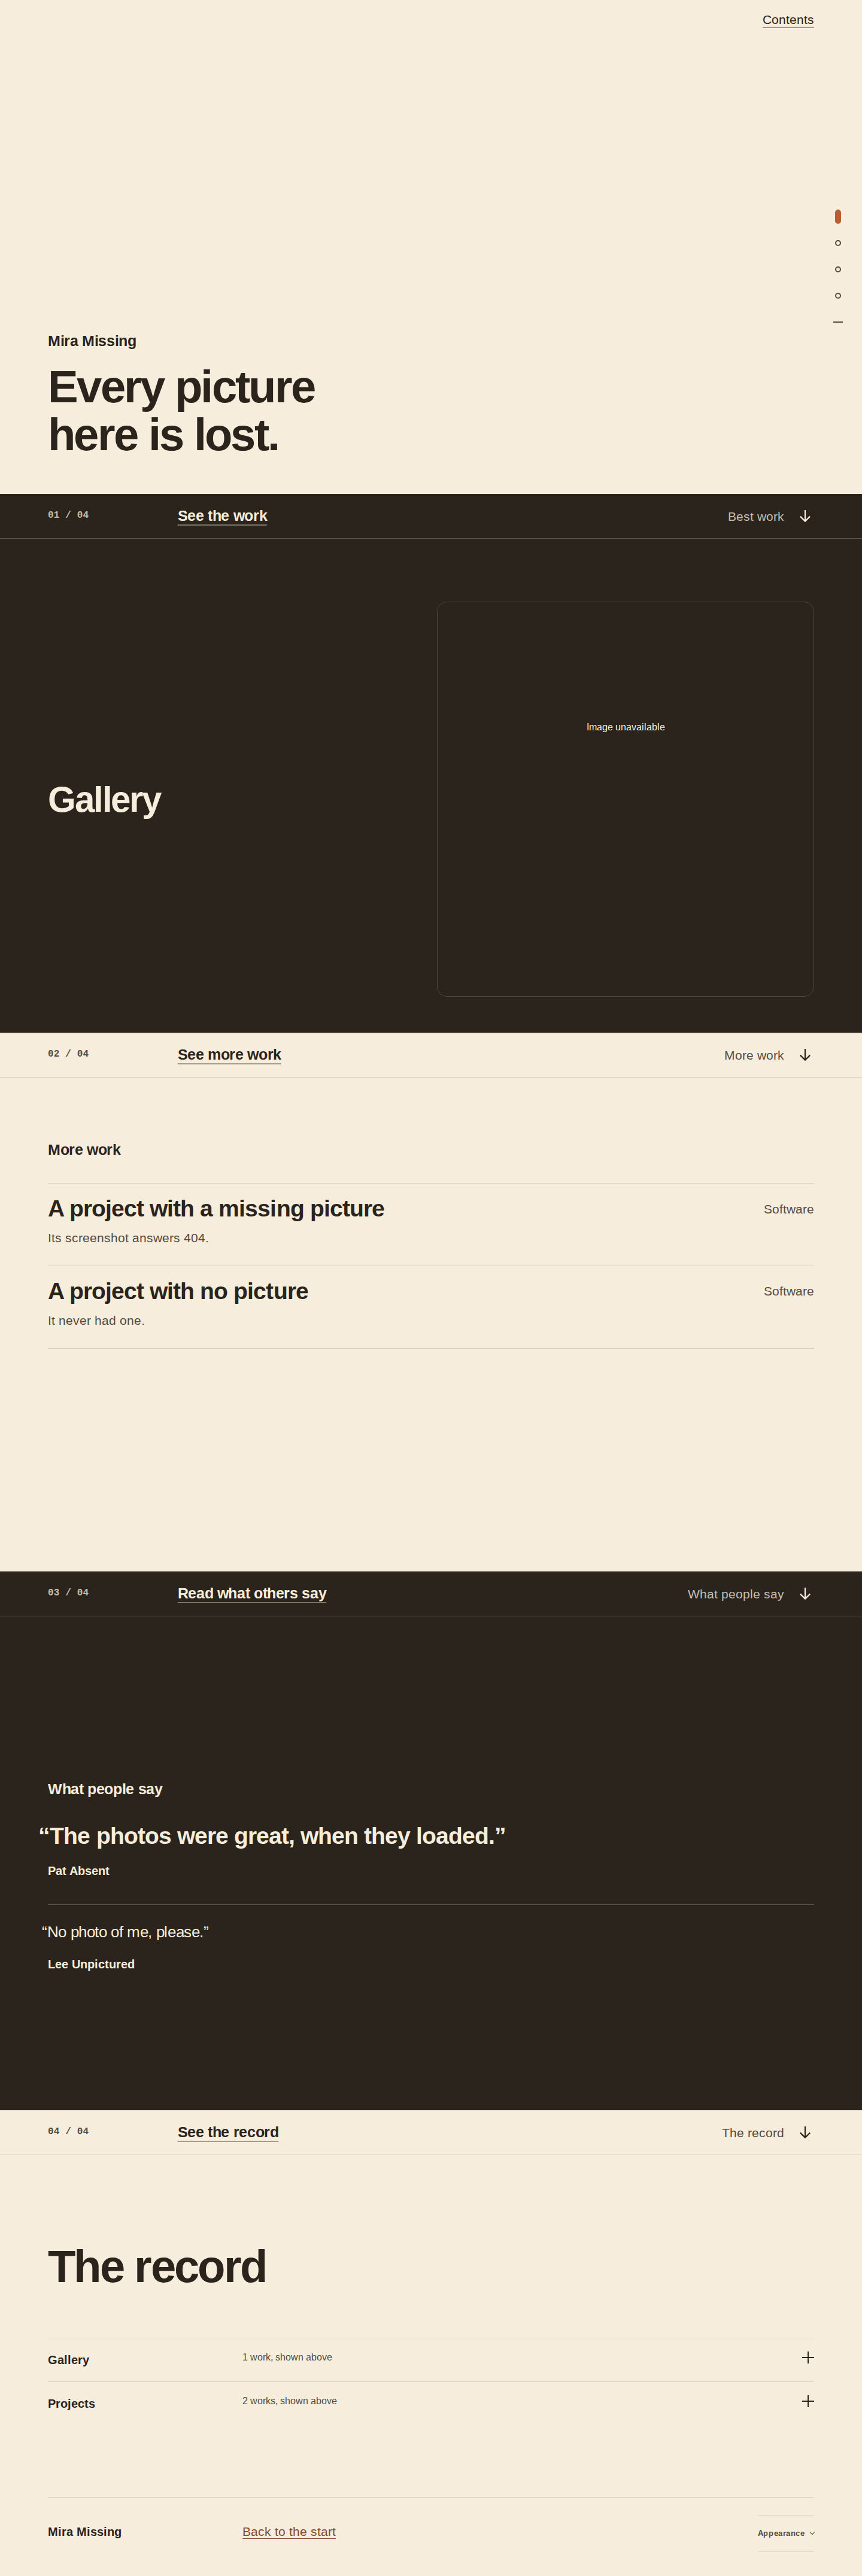 Contents
Mira Missing
Every picture
here is lost.
01 / 04
See the work
Best work
Image unavailable
Gallery
02 / 04
See more work
More work
More work
A project with a missing picture
Software
Its screenshot answers 404.
A project with no picture
Software
It never had one.
03 / 04
Read what others say
What people say
What people say
“The photos were great, when they loaded.”
Pat Absent
“No photo of me, please.”
Lee Unpictured
04 / 04
See the record
The record
The record
Gallery
1 work, shown above
Projects
2 works, shown above
Mira Missing
Back to the start
Appearance